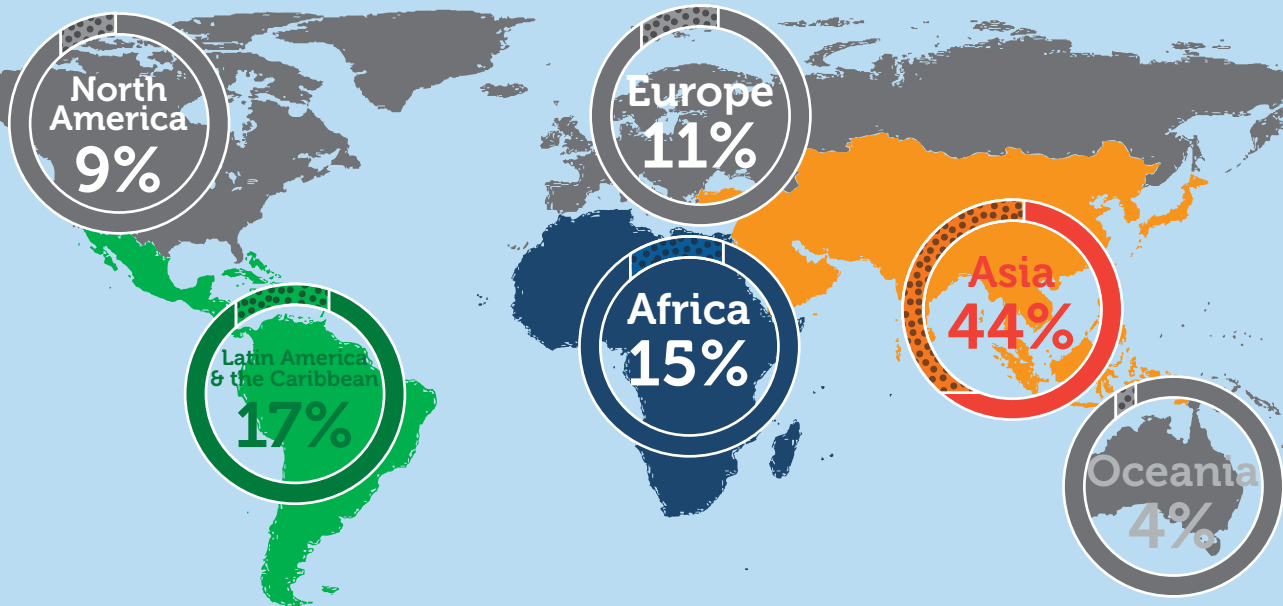 North
America
9%
Europe
11%
Asia
44%
Africa
15%
Latin America
& the Caribbean
17%
Oceania
4%